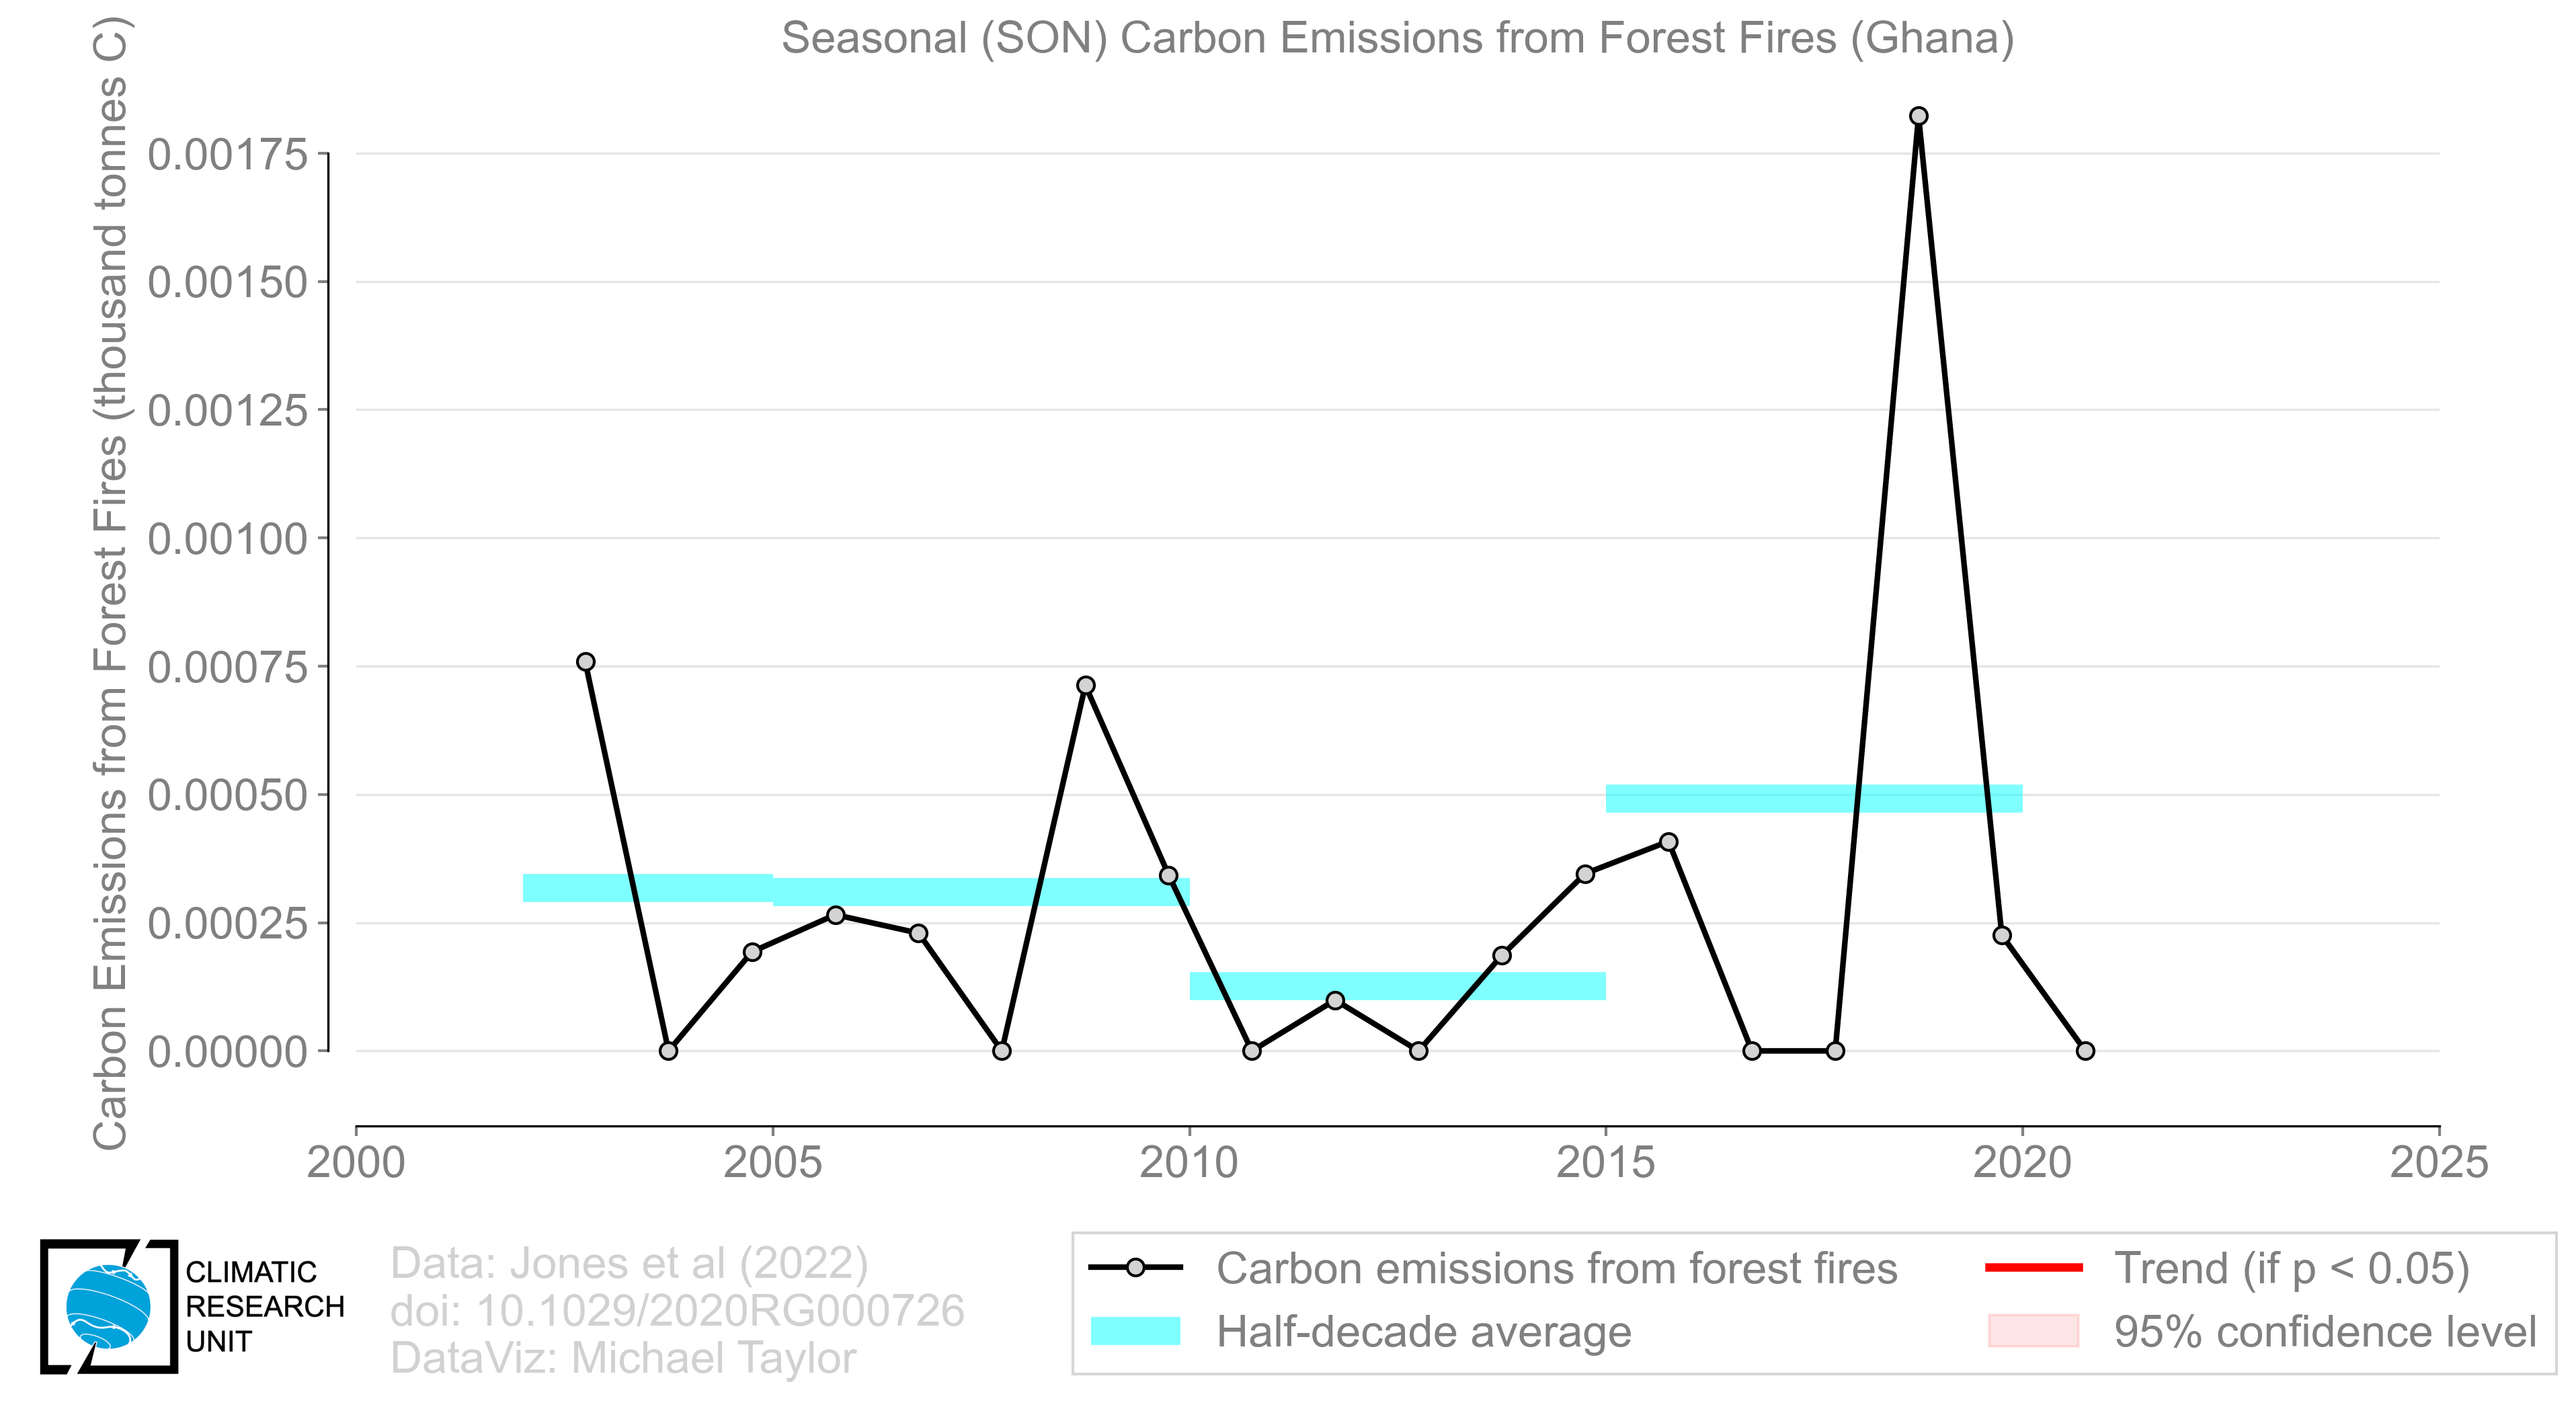 Seasonal (SON) Carbon Emissions from Forest Fires (Ghana)
Carbon Emissions from Forest Fires (thousand tonnes C)
0.00175
0.00150
0.00125
0.00100
0.00075
0.00050
0.00025
0.00000
2000 2005 2010 2015 2020 2025
CLIMATIC
RESEARCH
UNIT
Data: Jones et al (2022)
doi: 10.1029/2020RG000726
DataViz: Michael Taylor
Carbon emissions from forest fires
Half-decade average
Trend (if p < 0.05)
95% confidence level